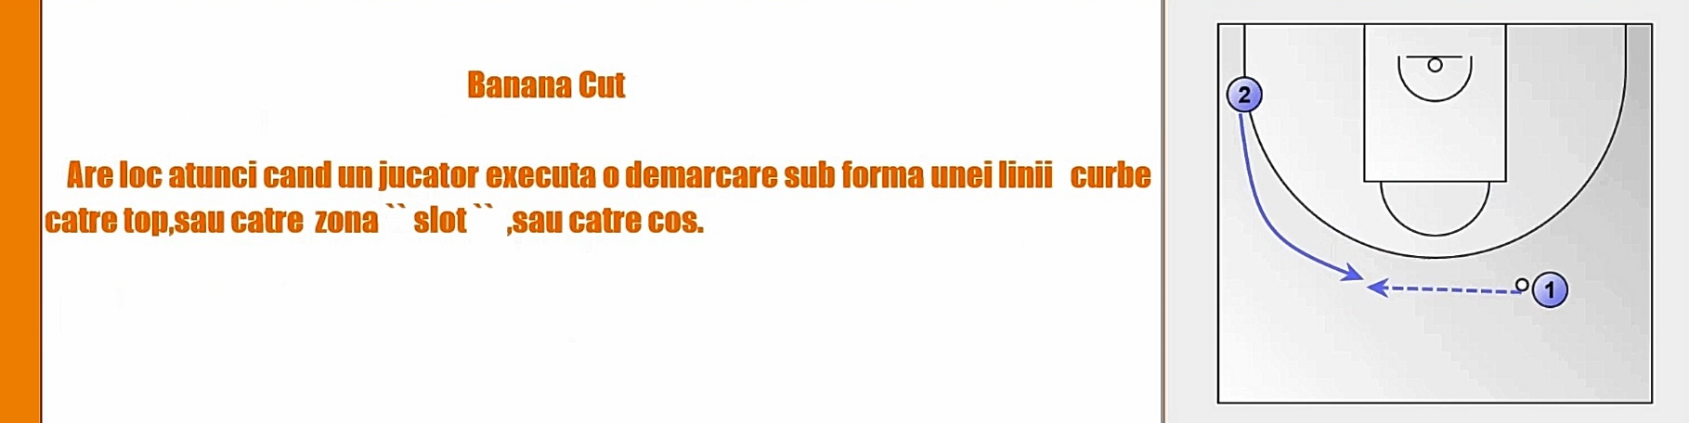 Banana Cut
Are loc atunci cand un jucator executa o demarcare sub forma unei linii curbe
catre top,sau catre zona `` slot `` ,sau catre cos.
2
1